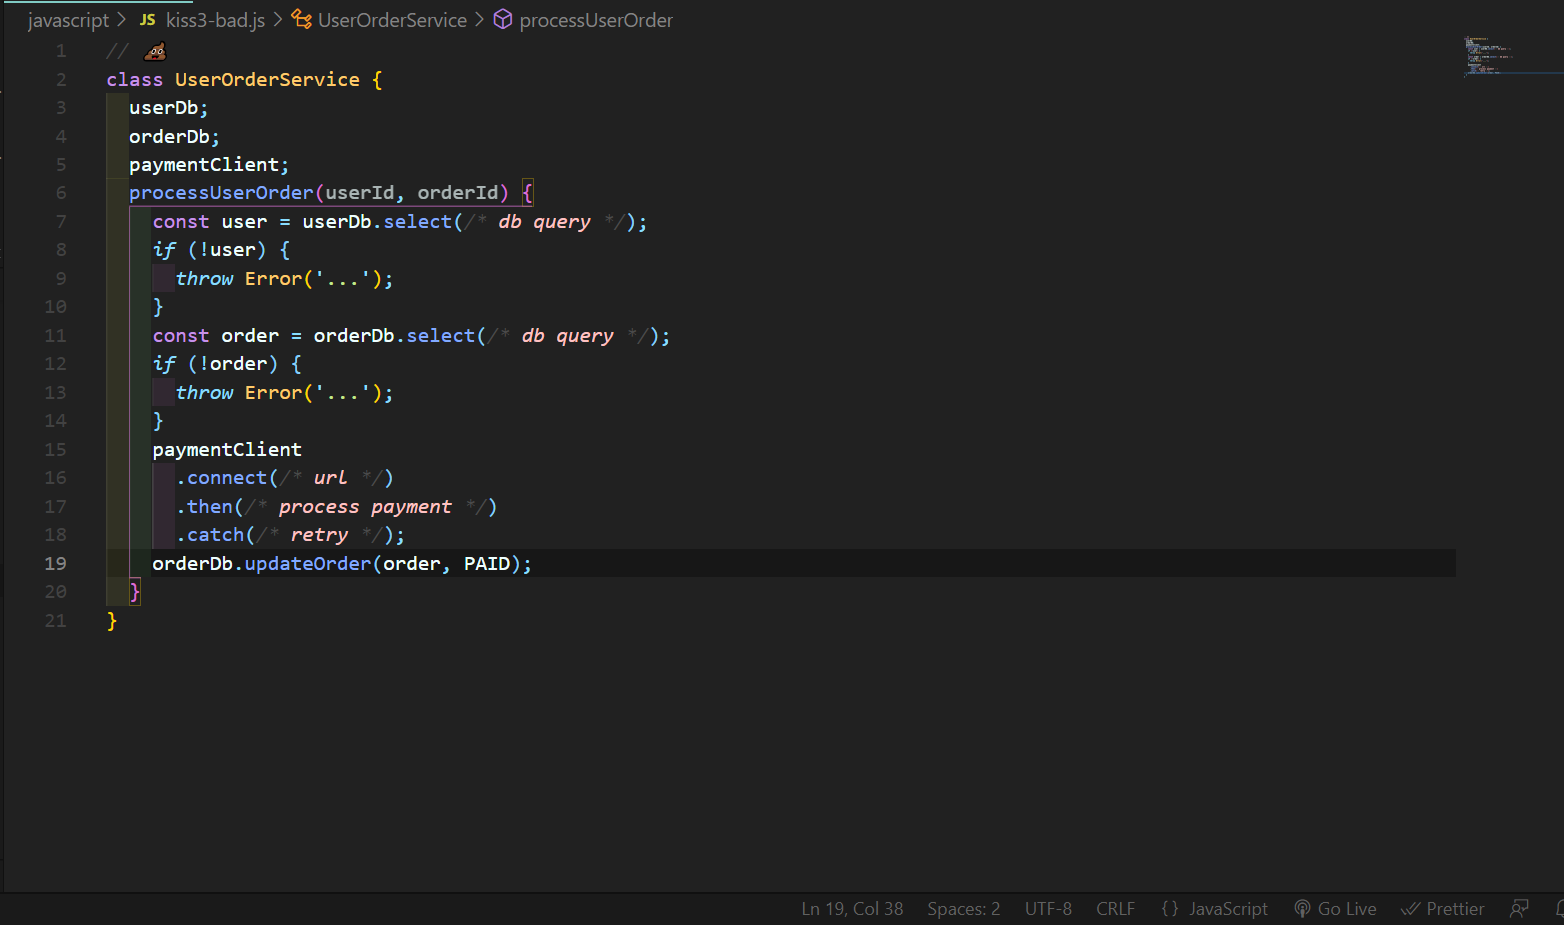 javascript > JS kiss3-bad.js > UserOrderService > processUserOrder
1 // 💩
2 class UserOrderService {
3 userDb;
4 orderDb;
5 paymentClient;
6 processUserOrder(userId, orderId) {
7 const user = userDb.select(/* db query */);
8 if (!user) {
9 throw Error('...');
10 }
11 const order = orderDb.select(/* db query */);
12 if (!order) {
13 throw Error('...');
14 }
15 paymentClient
16 .connect(/* url */)
17 .then(/* process payment */)
18 .catch(/* retry */);
19 orderDb.updateOrder(order, PAID);
20 }
21 }
Ln 19, Col 38 Spaces: 2 UTF-8 CRLF {} JavaScript Go Live Prettier